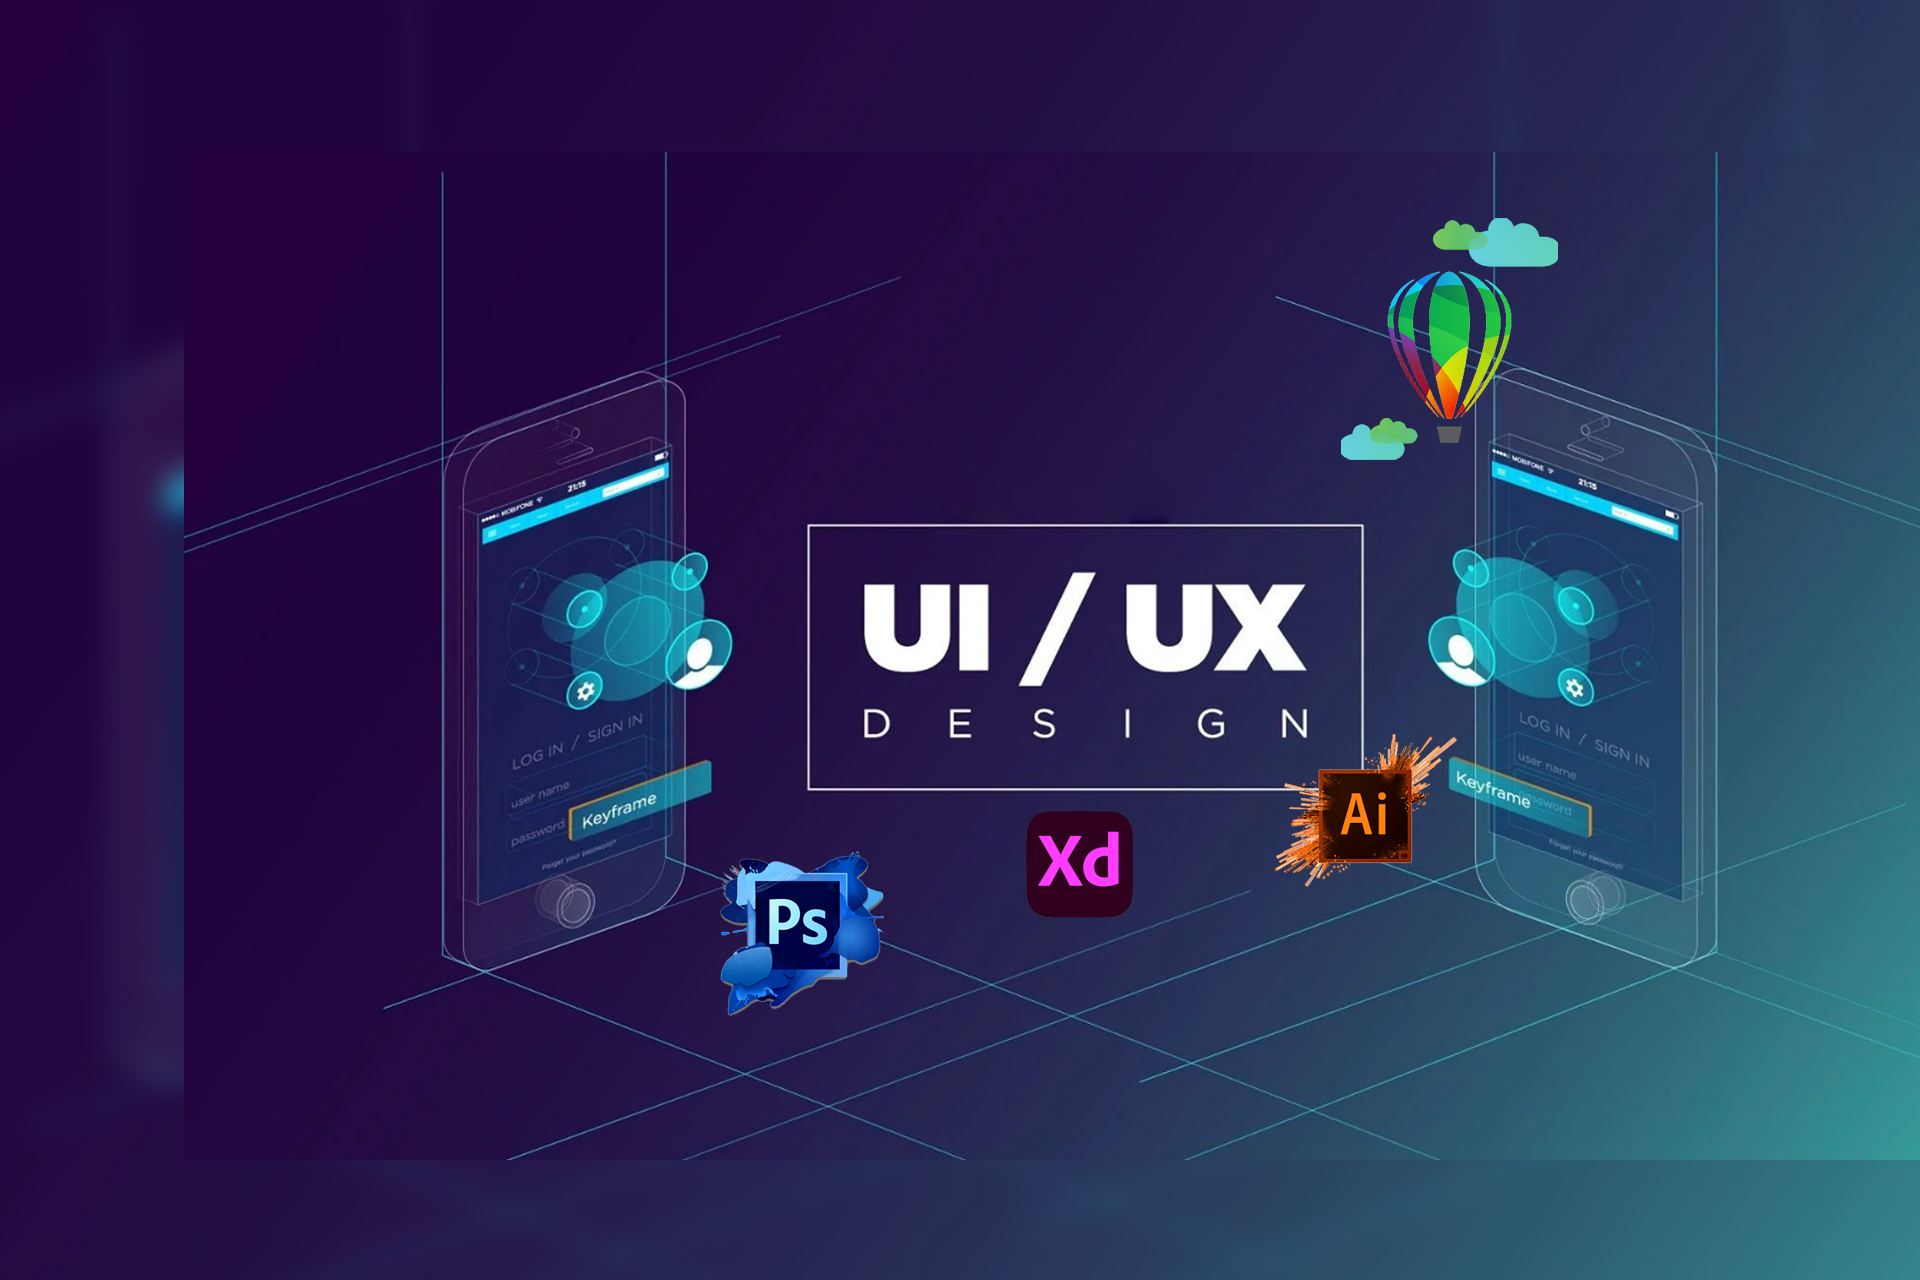 UI / UX
DESIGN
MOBIFONE
21:15
LOG IN / SIGN IN
user name
password
Keyframe
Forget your password?
Ps
Xd
Ai
MOBIFONE
21:15
LOG IN / SIGN IN
user name
password
Keyframe
Forget your password?